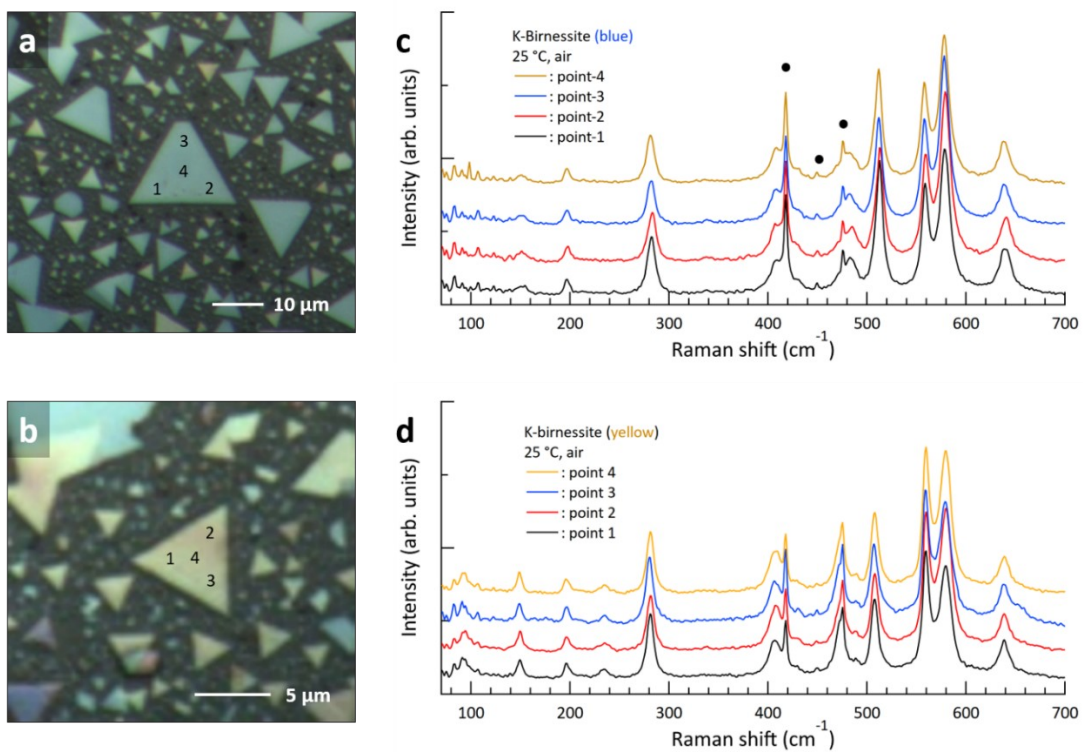 a
3
4
1
2
10 μm
c
K-Birnessite (blue)
25 °C, air
: point-4
: point-3
: point-2
: point-1
Intensity (arb. units)
100 200 300 400 500 600 700
Raman shift (cm-1)
b
2
1 4
3
5 μm
d
K-birnessite (yellow)
25 °C, air
: point 4
: point 3
: point 2
: point 1
Intensity (arb. units)
100 200 300 400 500 600 700
Raman shift (cm-1)